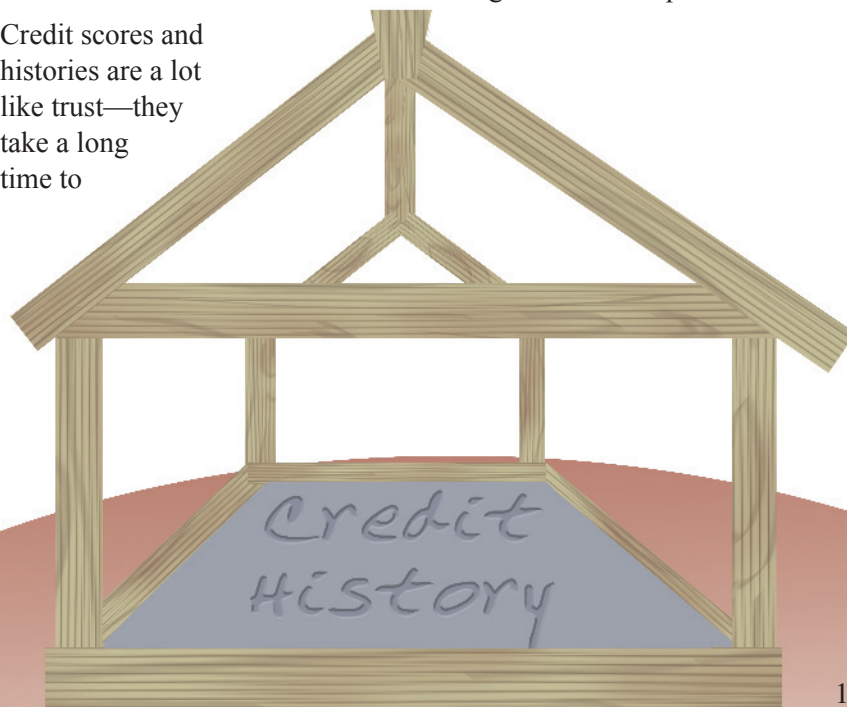 Credit scores and
histories are a lot
like trust—they
take a long
time to
Credit
History
1